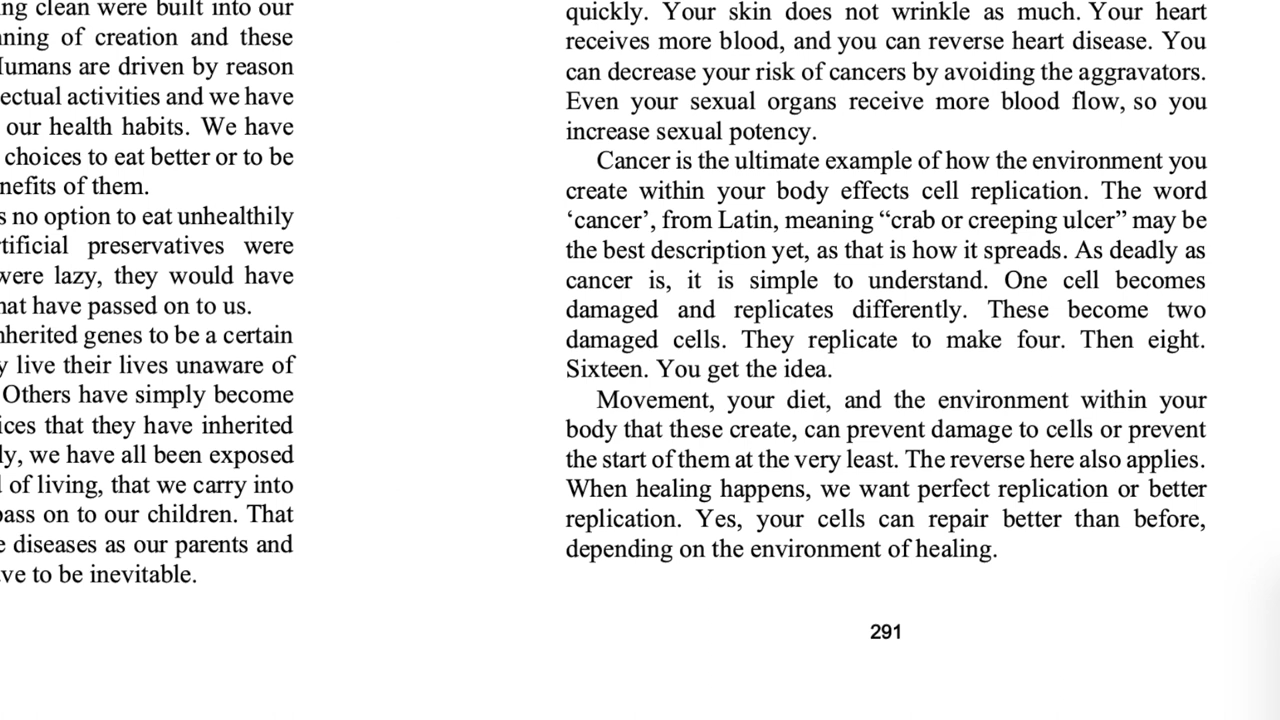 ing clean were built into our
nning of creation and these
Humans are driven by reason
ectual activities and we have
our health habits. We have
choices to eat better or to be
nefits of them.
s no option to eat unhealthily
tificial preservatives were
were lazy, they would have
hat have passed on to us.
nherited genes to be a certain
y live their lives unaware of
Others have simply become
ices that they have inherited
ly, we have all been exposed
l of living, that we carry into
pass on to our children. That
e diseases as our parents and
ve to be inevitable.
quickly. Your skin does not wrinkle as much. Your heart
receives more blood, and you can reverse heart disease. You
can decrease your risk of cancers by avoiding the aggravators.
Even your sexual organs receive more blood flow, so you
increase sexual potency.
Cancer is the ultimate example of how the environment you
create within your body effects cell replication. The word
‘cancer’, from Latin, meaning “crab or creeping ulcer” may be
the best description yet, as that is how it spreads. As deadly as
cancer is, it is simple to understand. One cell becomes
damaged and replicates differently. These become two
damaged cells. They replicate to make four. Then eight.
Sixteen. You get the idea.
Movement, your diet, and the environment within your
body that these create, can prevent damage to cells or prevent
the start of them at the very least. The reverse here also applies.
When healing happens, we want perfect replication or better
replication. Yes, your cells can repair better than before,
depending on the environment of healing.
291